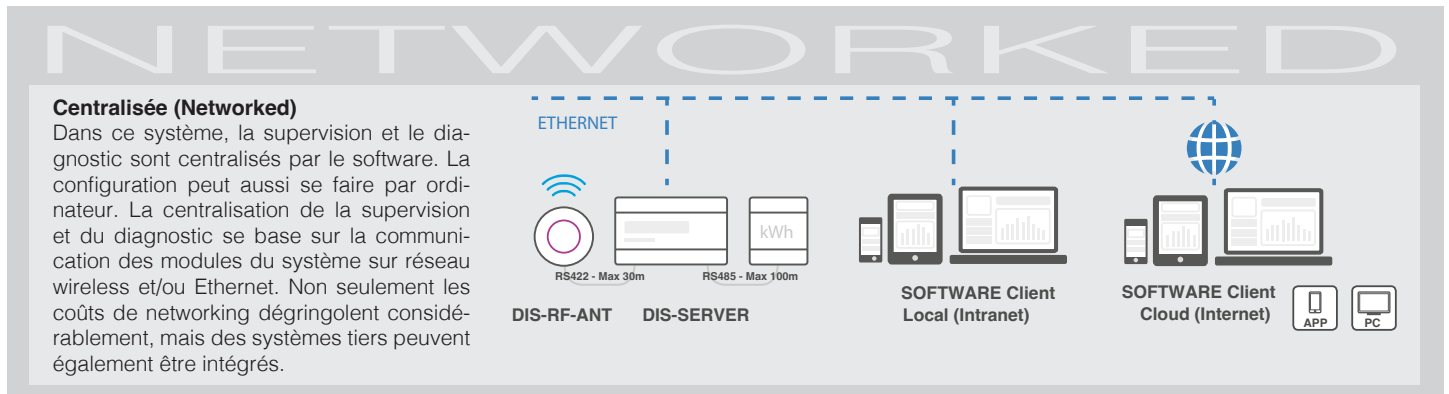 NETWORKED
Centralisée (Networked)
Dans ce système, la supervision et le dia-
gnostic sont centralisés par le software. La
configuration peut aussi se faire par ordi-
nateur. La centralisation de la supervision
et du diagnostic se base sur la communi-
cation des modules du système sur réseau
wireless et/ou Ethernet. Non seulement les
coûts de networking dégringolent considé-
rablement, mais des systèmes tiers peuvent
également être intégrés.
ETHERNET
kWh
RS422 - Max 30m
RS485 - Max 100m
DIS-RF-ANT
DIS-SERVER
SOFTWARE Client
Local (Intranet)
SOFTWARE Client
Cloud (Internet)
APP
PC